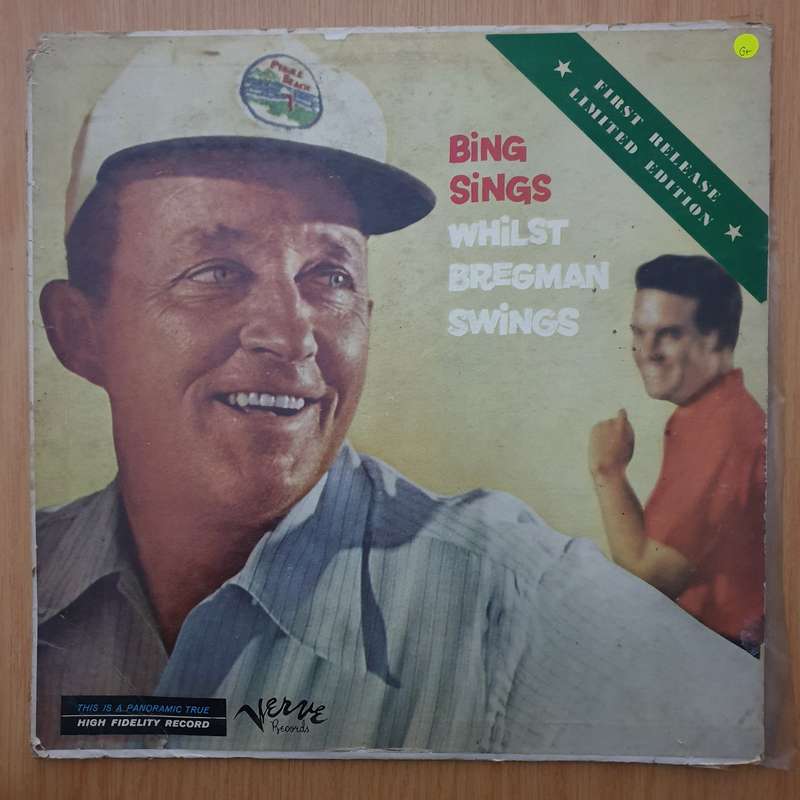 PEBBLE
BEACH
G+
★ FIRST RELEASE
LIMITED EDITION ★
BiNG
SiNGS
WHiLST
BREGMAN
SWiNGS
THIS IS A PANORAMIC TRUE
HIGH FIDELITY RECORD
Verve
Records